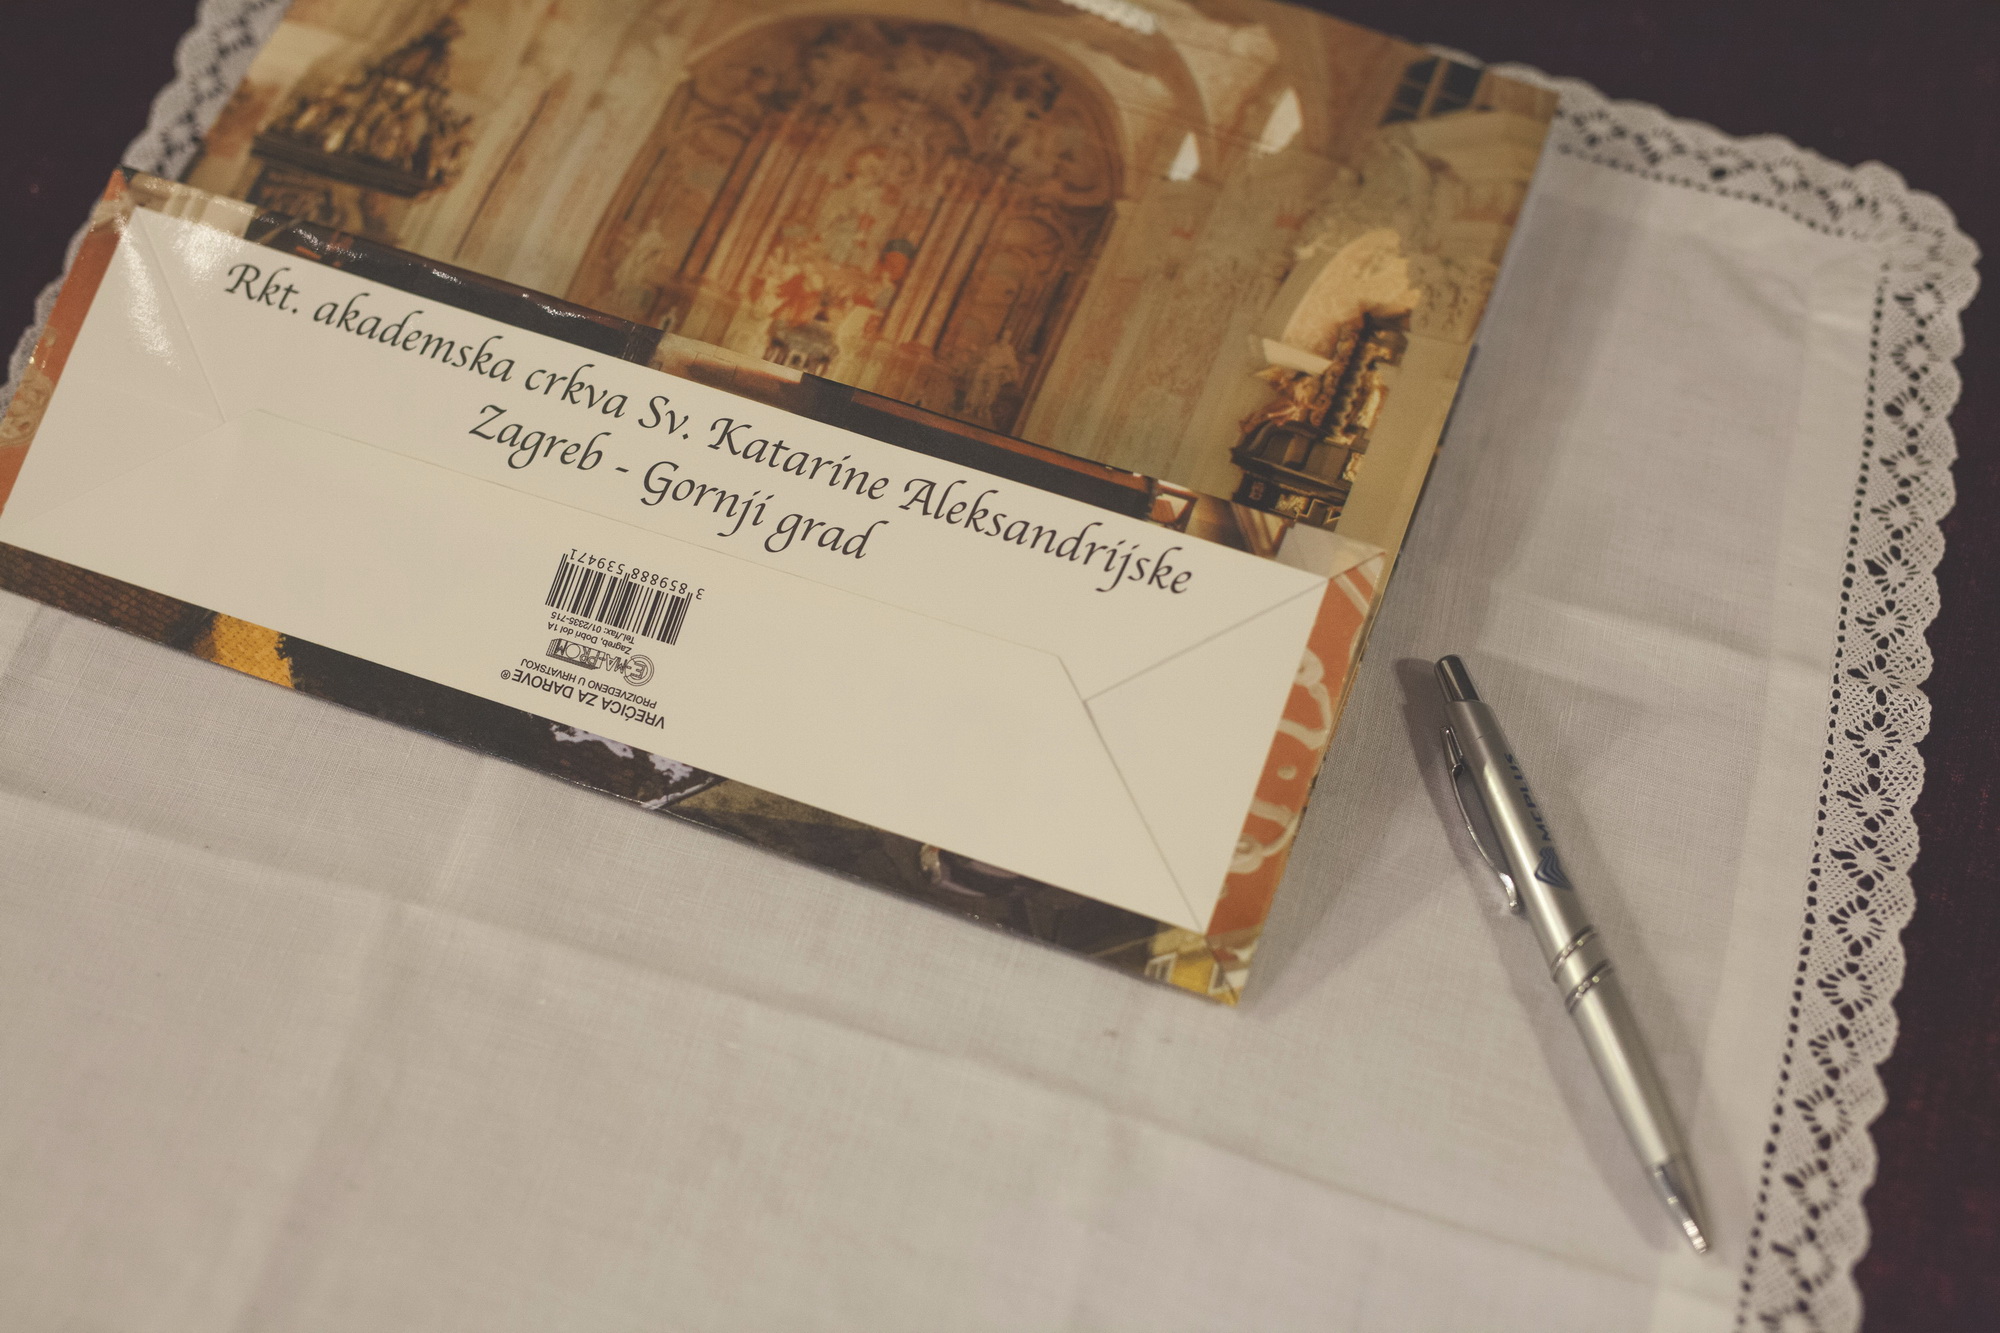 Rkt. akademska crkva Sv. Katarine Aleksandrijske
Zagreb - Gornji grad
VREĆICA ZA DAROVE®
PROIZVEDENO U HRVATSKOJ
Zagreb, Dobri dol 1A
Tel./fax: 01/2335-715
3 859888 539471
MCPLUS